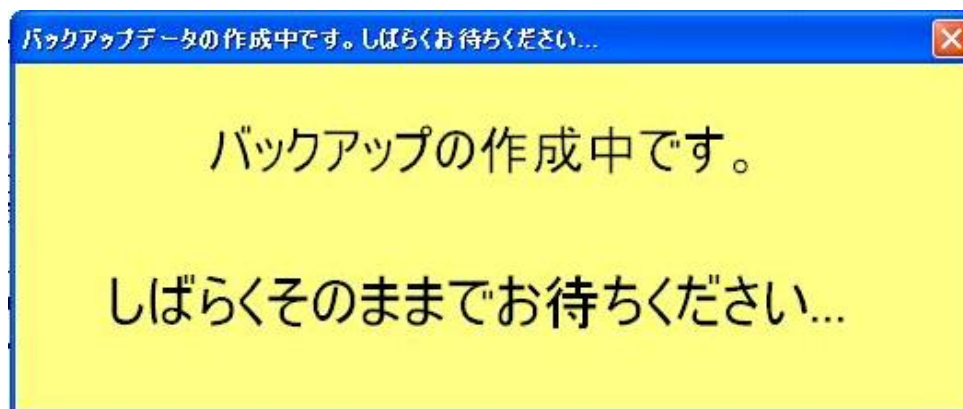 バックアップデータの作成中です。しばらくお待ちください...
バックアップの作成中です。
しばらくそのままでお待ちください...